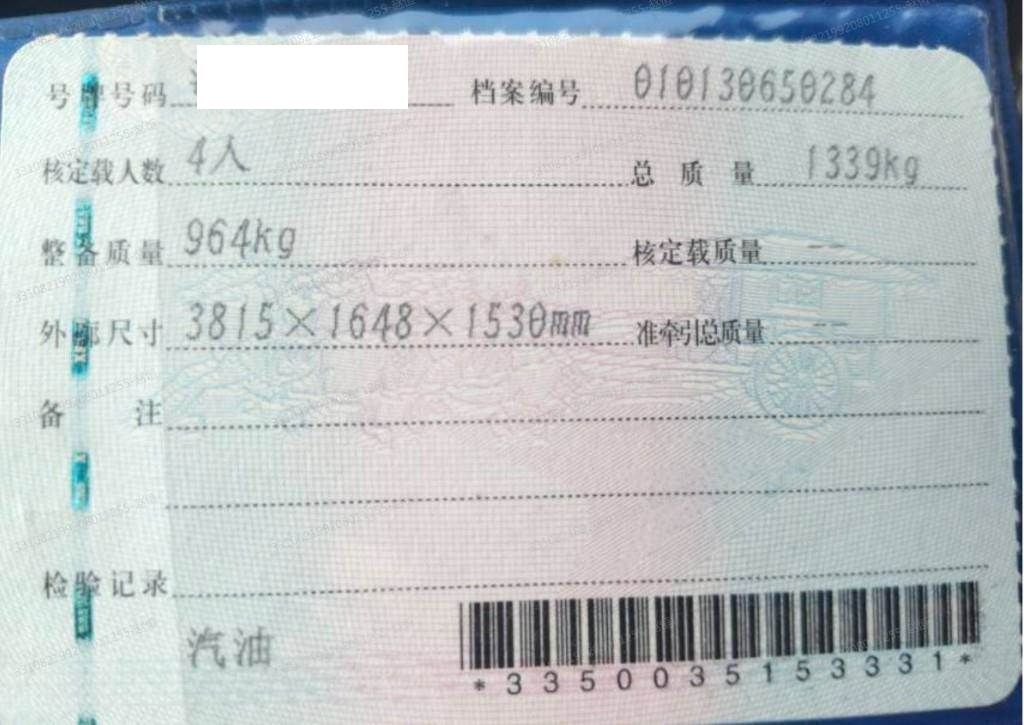 号牌号码 档案编号 010130650284
核定载人数 4人 总质量 1339kg
整备质量 964kg 核定载质量 --
外廓尺寸 3815×1648×1530mm 准牵引总质量 --
备注
检验记录
汽油
*3350035153331*